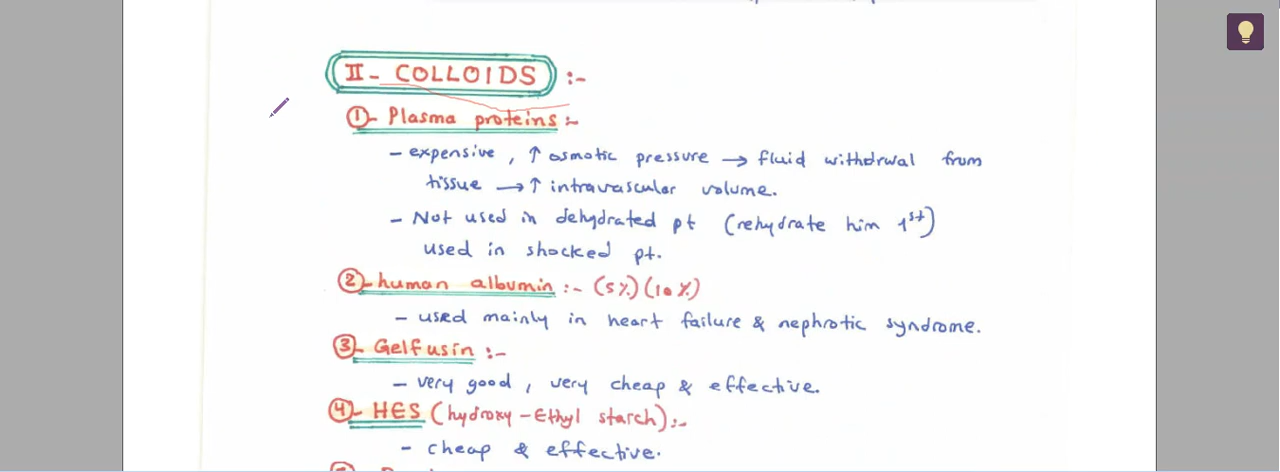 II- COLLOIDS :-
①- Plasma proteins :-
- expensive, ↑ osmotic pressure → fluid withdrwal from
tissue → ↑ intravascular volume.
- Not used in dehydrated pt (rehydrate him 1st)
used in shocked pt.
②- human albumin :- (5%) (10%)
- used mainly in heart failure & nephrotic syndrome.
③- Gelfusin :-
- very good, very cheap & effective.
④- HES (hydroxy-Ethyl starch) :-
- cheap & effective.